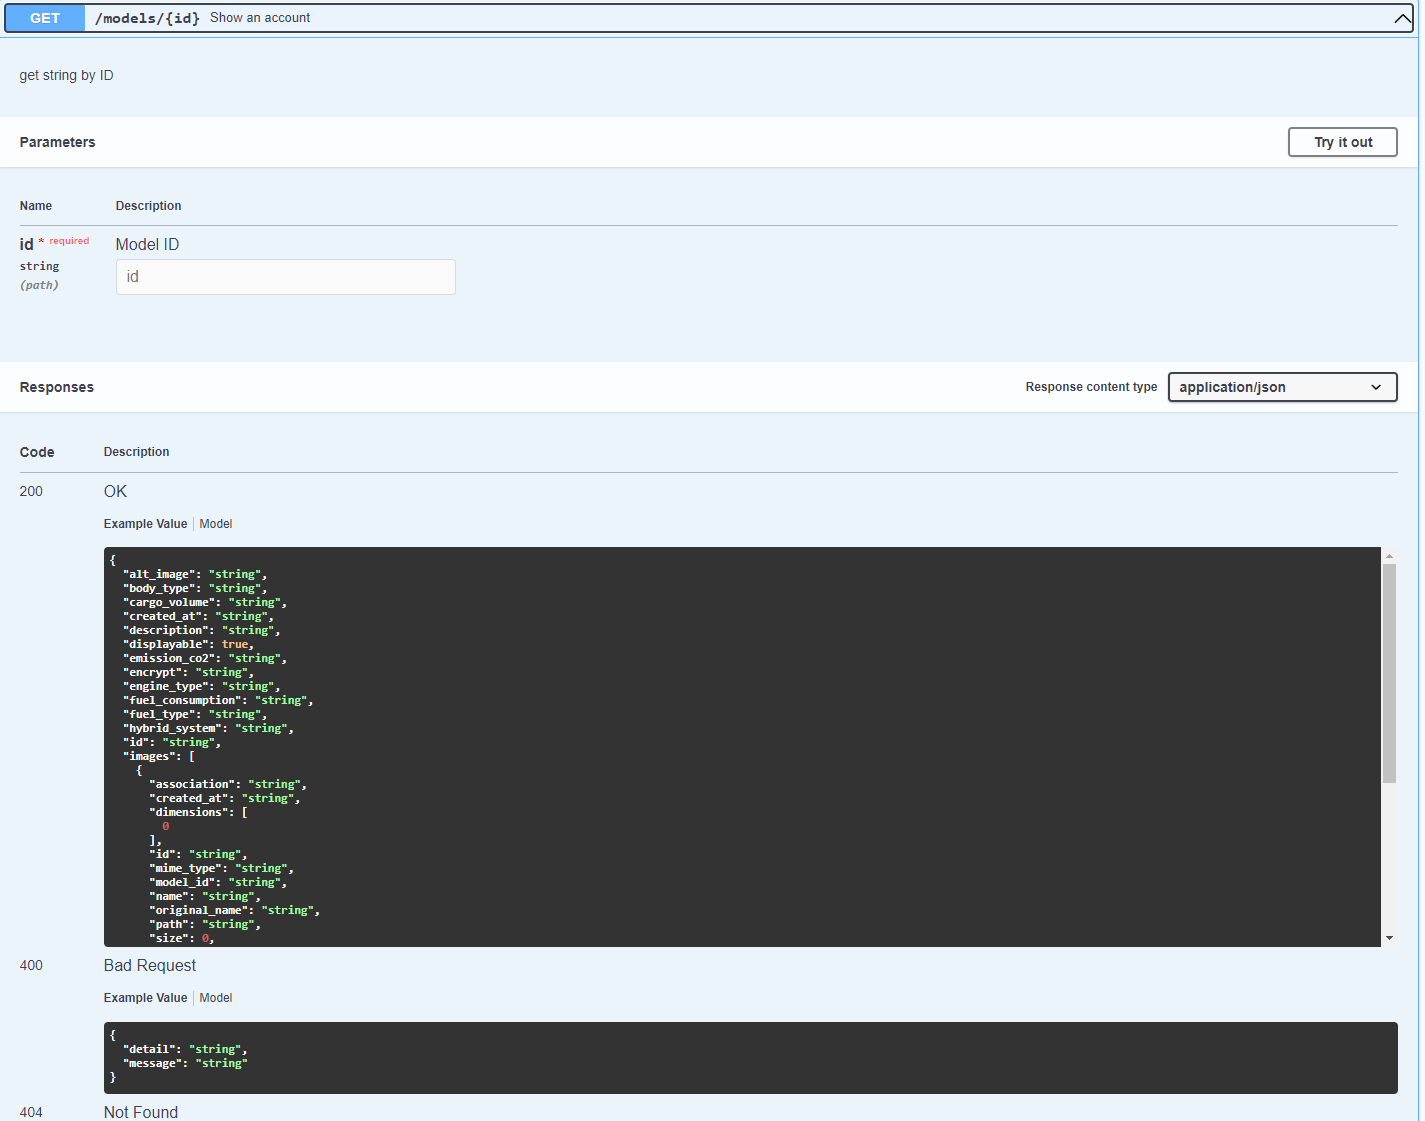 GET /models/{id} Show an account
get string by ID
Parameters Try it out
Name Description
id * required Model ID
string id
(path)
Responses Response content type application/json
Code Description
200 OK
Example Value Model
{
  "alt_image": "string",
  "body_type": "string",
  "cargo_volume": "string",
  "created_at": "string",
  "description": "string",
  "displayable": true,
  "emission_co2": "string",
  "encrypt": "string",
  "engine_type": "string",
  "fuel_consumption": "string",
  "fuel_type": "string",
  "hybrid_system": "string",
  "id": "string",
  "images": [
    {
      "association": "string",
      "created_at": "string",
      "dimensions": [
        0
      ],
      "id": "string",
      "mime_type": "string",
      "model_id": "string",
      "name": "string",
      "original_name": "string",
      "path": "string",
      "size": 0,
400 Bad Request
Example Value Model
{
  "detail": "string",
  "message": "string"
}
404 Not Found